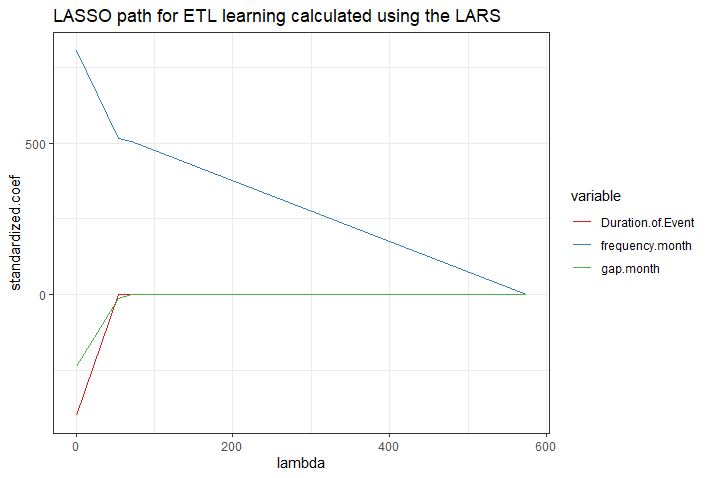 LASSO path for ETL learning calculated using the LARS
500
0
standardized.coef
0
200
400
600
lambda
variable
Duration.of.Event
frequency.month
gap.month